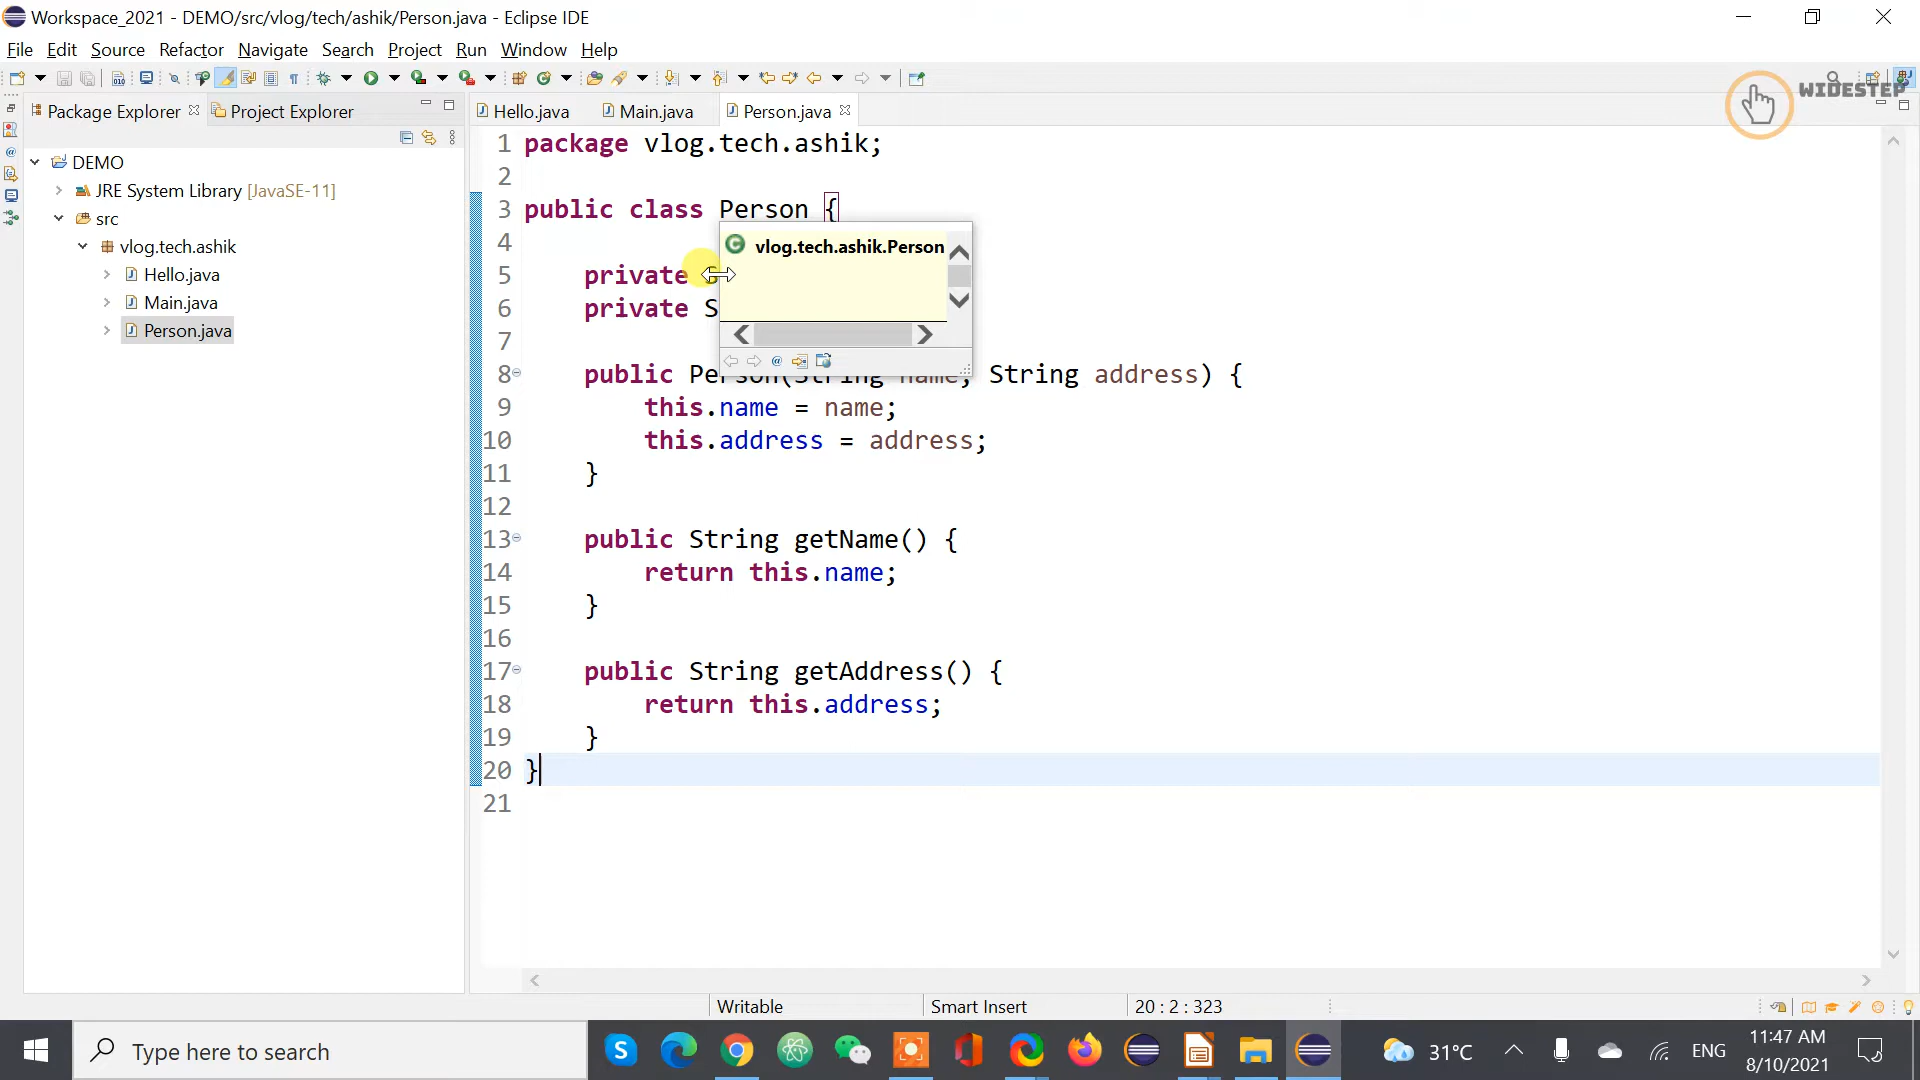 Workspace_2021 - DEMO/src/vlog/tech/ashik/Person.java - Eclipse IDE
File Edit Source Refactor Navigate Search Project Run Window Help
WIDESTEP
Package Explorer Project Explorer
Hello.java Main.java Person.java
DEMO
JRE System Library [JavaSE-11]
src
vlog.tech.ashik
Hello.java
Main.java
Person.java
1 package vlog.tech.ashik;
2
3 public class Person {
4
vlog.tech.ashik.Person
5 private
6 private S
7
8 public Person(String name, String address) {
9 this.name = name;
10 this.address = address;
11 }
12
13 public String getName() {
14 return this.name;
15 }
16
17 public String getAddress() {
18 return this.address;
19 }
20 }
21
Writable Smart Insert 20 : 2 : 323
Type here to search
31°C ENG
11:47 AM
8/10/2021